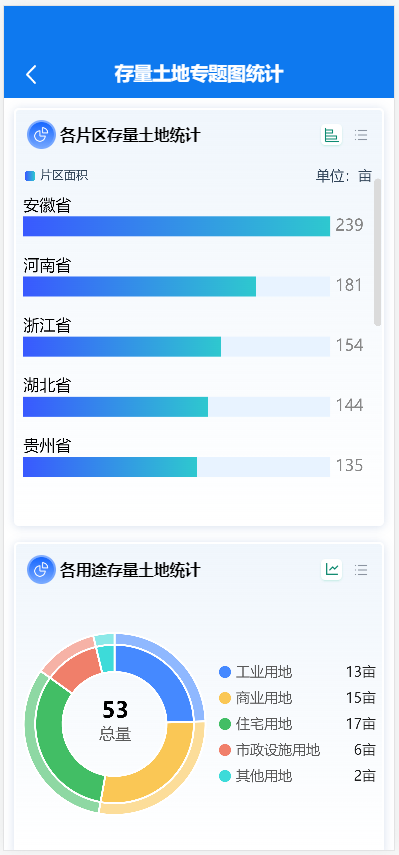 存量土地专题图统计
各片区存量土地统计
片区面积 单位：亩
安徽省
239
河南省
181
浙江省
154
湖北省
144
贵州省
135
各用途存量土地统计
53
总量
工业用地 13亩
商业用地 15亩
住宅用地 17亩
市政设施用地 6亩
其他用地 2亩